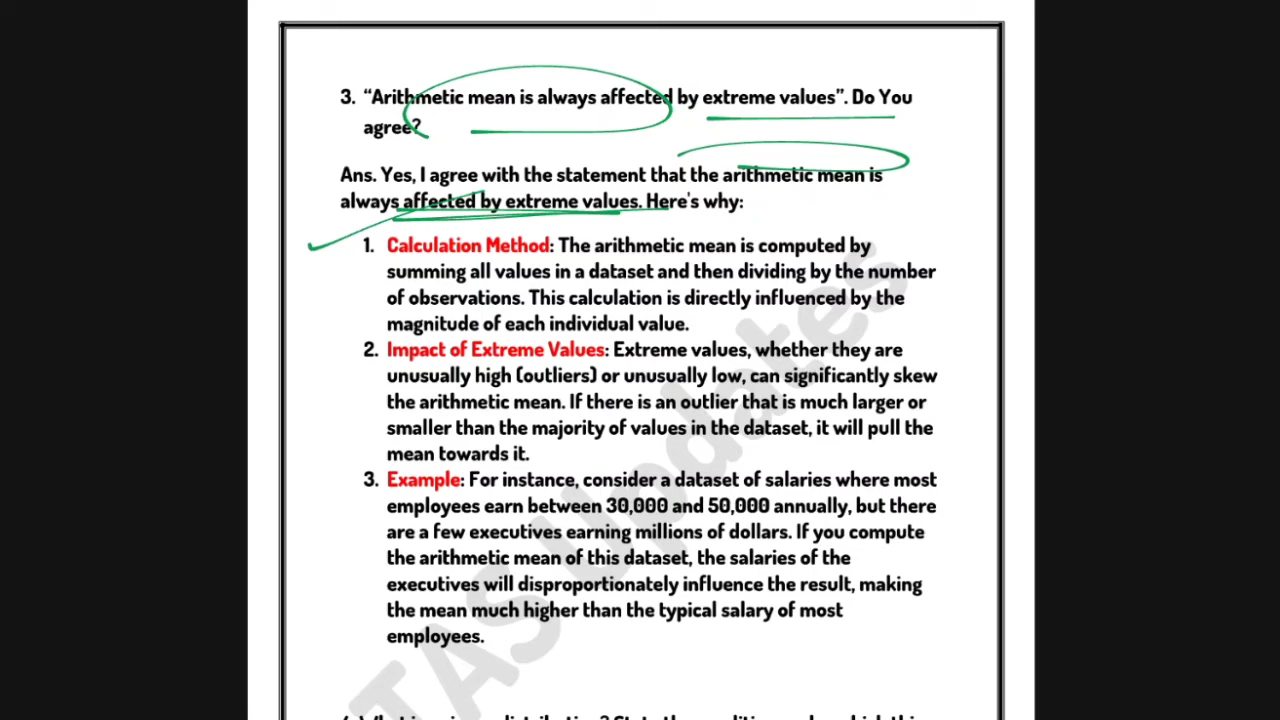 3. “Arithmetic mean is always affected by extreme values”. Do You
agree?
Ans. Yes, I agree with the statement that the arithmetic mean is
always affected by extreme values. Here's why:
1. Calculation Method: The arithmetic mean is computed by
summing all values in a dataset and then dividing by the number
of observations. This calculation is directly influenced by the
magnitude of each individual value.
2. Impact of Extreme Values: Extreme values, whether they are
unusually high (outliers) or unusually low, can significantly skew
the arithmetic mean. If there is an outlier that is much larger or
smaller than the majority of values in the dataset, it will pull the
mean towards it.
3. Example: For instance, consider a dataset of salaries where most
employees earn between 30,000 and 50,000 annually, but there
are a few executives earning millions of dollars. If you compute
the arithmetic mean of this dataset, the salaries of the
executives will disproportionately influence the result, making
the mean much higher than the typical salary of most
employees.
TAS Updates